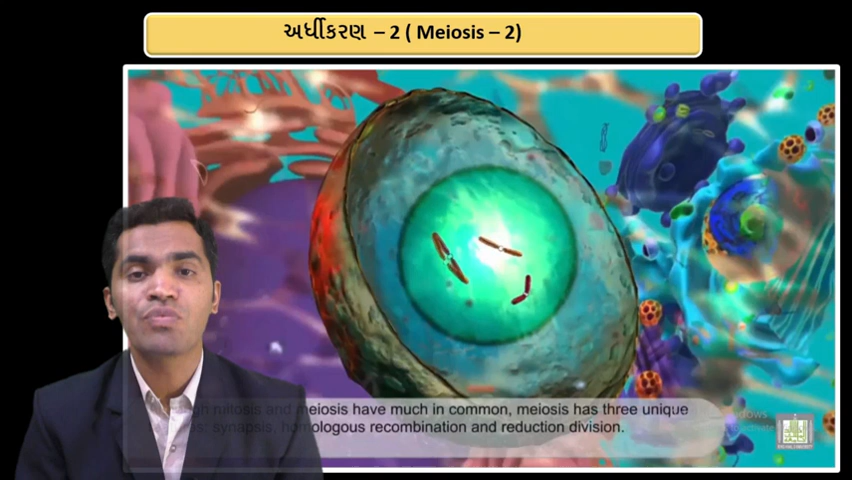 અર્ધીકરણ – 2 ( Meiosis – 2)
mitosis and meiosis have much in common, meiosis has three unique
synapsis, homologous recombination and reduction division.